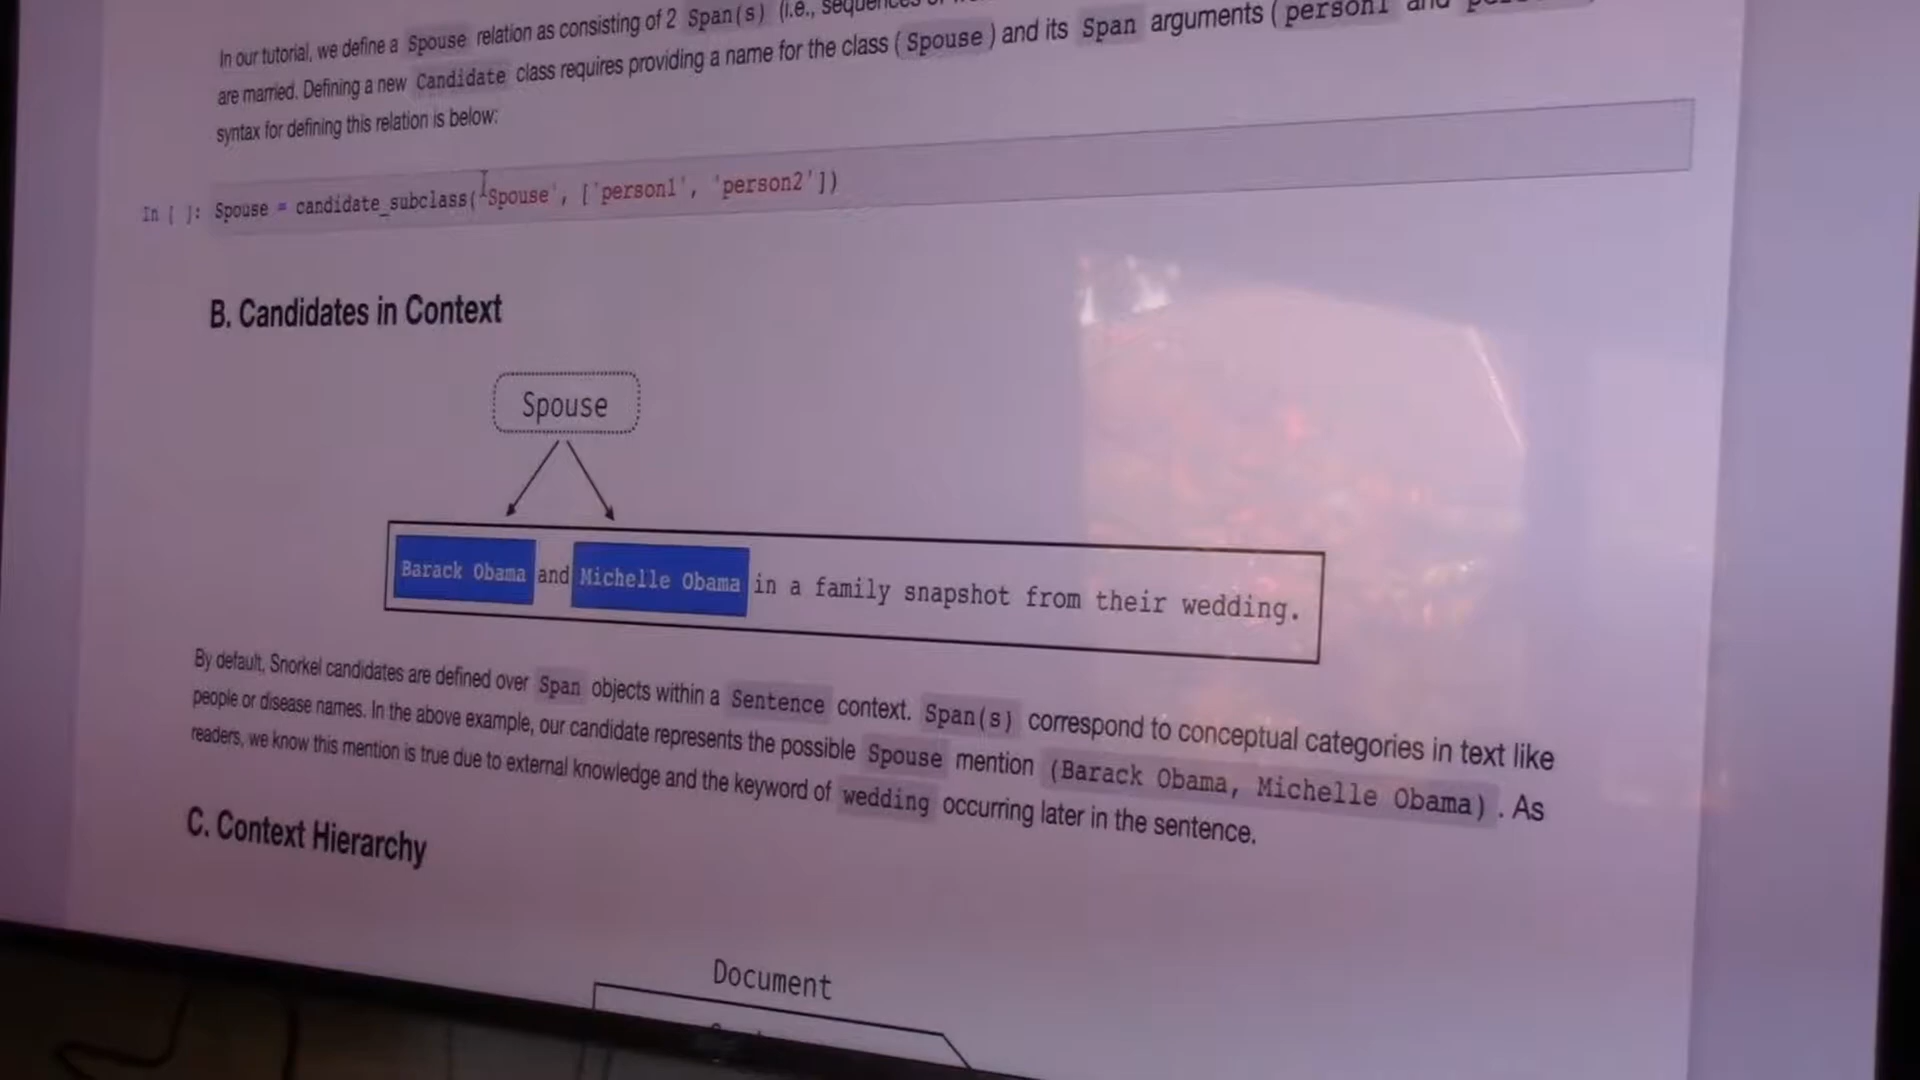 In our tutorial, we define a Spouse relation as consisting of 2 Span(s) (i.e., sequences
are married. Defining a new Candidate class requires providing a name for the class (Spouse) and its Span arguments (person1 and
syntax for defining this relation is below:
In [ ]: Spouse = candidate_subclass('Spouse', ['person1', 'person2'])
B. Candidates in Context
Spouse
Barack Obama and Michelle Obama in a family snapshot from their wedding.
By default, Snorkel candidates are defined over Span objects within a Sentence context. Span(s) correspond to conceptual categories in text like
people or disease names. In the above example, our candidate represents the possible Spouse mention (Barack Obama, Michelle Obama). As
readers, we know this mention is true due to external knowledge and the keyword of wedding occurring later in the sentence.
C. Context Hierarchy
Document